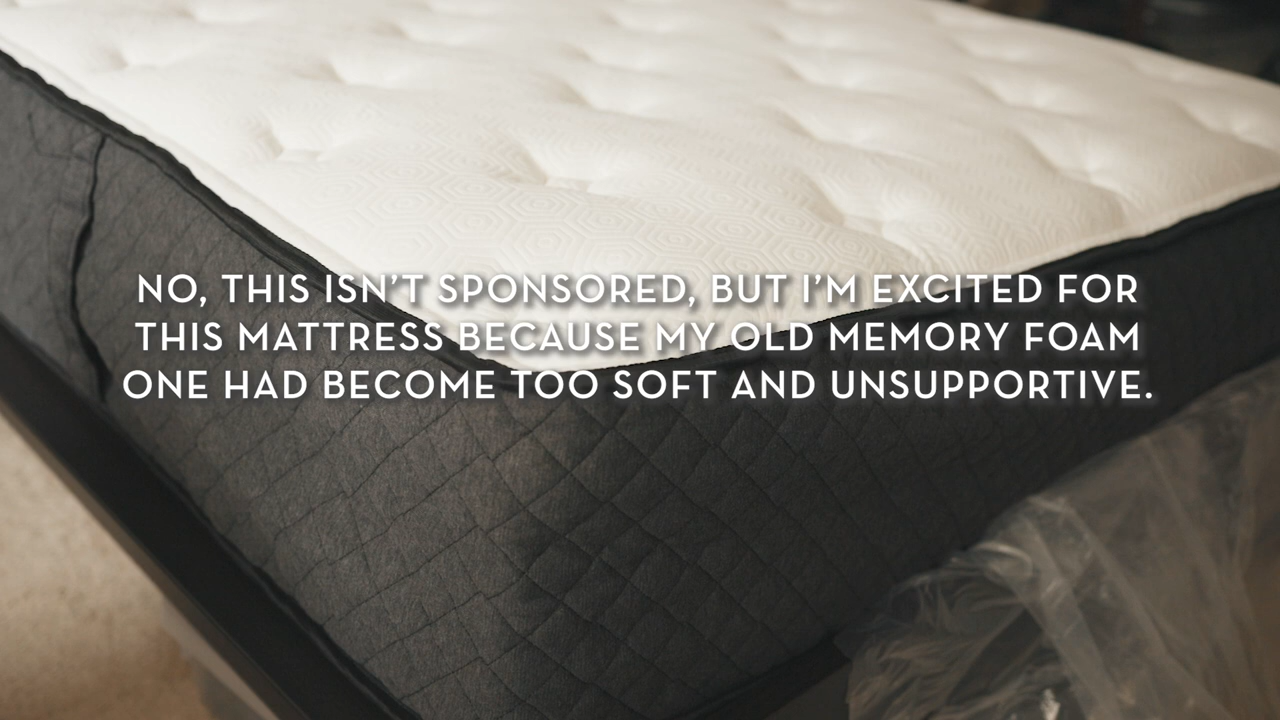 NO, THIS ISN’T SPONSORED, BUT I’M EXCITED FOR
THIS MATTRESS BECAUSE MY OLD MEMORY FOAM
ONE HAD BECOME TOO SOFT AND UNSUPPORTIVE.